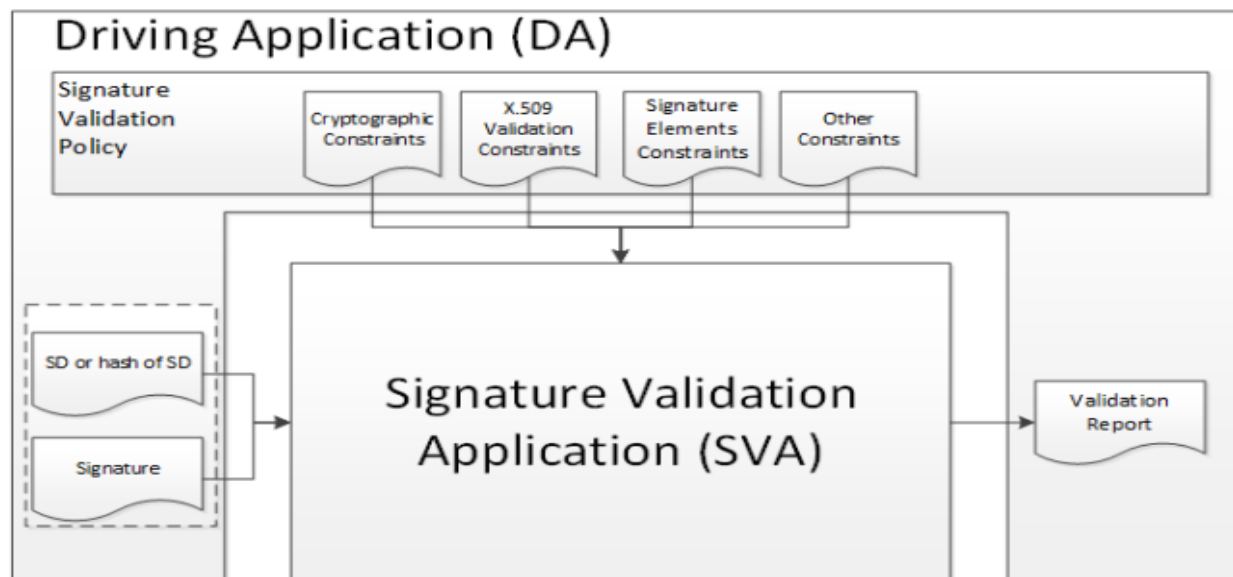 Driving Application (DA)
Signature
Validation
Policy
Cryptographic
Constraints
X.509
Validation
Constraints
Signature
Elements
Constraints
Other
Constraints
SD or hash of SD
Signature
Signature Validation
Application (SVA)
Validation
Report